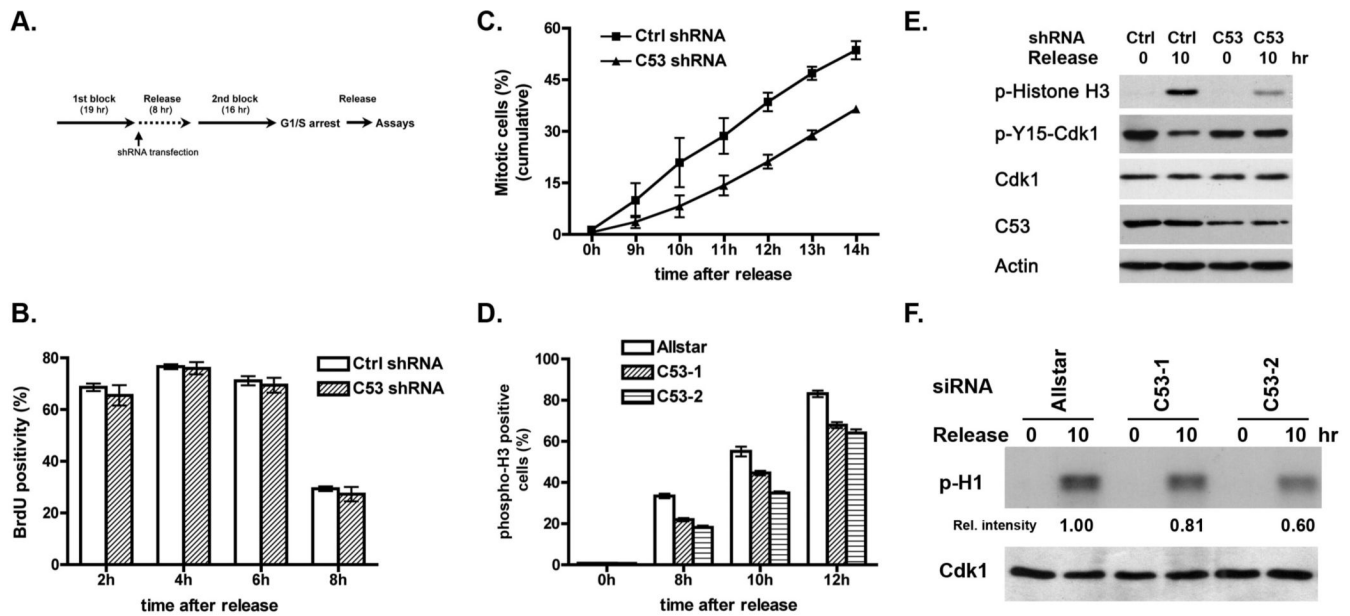 A.
1st block
(19 hr)
Release
(8 hr)
2nd block
(16 hr)
G1/S arrest
Release
Assays
shRNA transfection
B.
BrdU positivity (%)
80
60
40
20
0
2h 4h 6h 8h
time after release
Ctrl shRNA
C53 shRNA
C.
Mitotic cells (%)
(cumulative)
60
45
30
15
0
0h 9h 10h 11h 12h 13h 14h
time after release
Ctrl shRNA
C53 shRNA
D.
phospho-H3 positive
cells (%)
100
80
60
40
20
0
0h 8h 10h 12h
time after release
Allstar
C53-1
C53-2
E.
shRNA Ctrl Ctrl C53 C53
Release 0 10 0 10 hr
p-Histone H3
p-Y15-Cdk1
Cdk1
C53
Actin
F.
siRNA Allstar C53-1 C53-2
Release 0 10 0 10 0 10 hr
p-H1
Rel. intensity 1.00 0.81 0.60
Cdk1